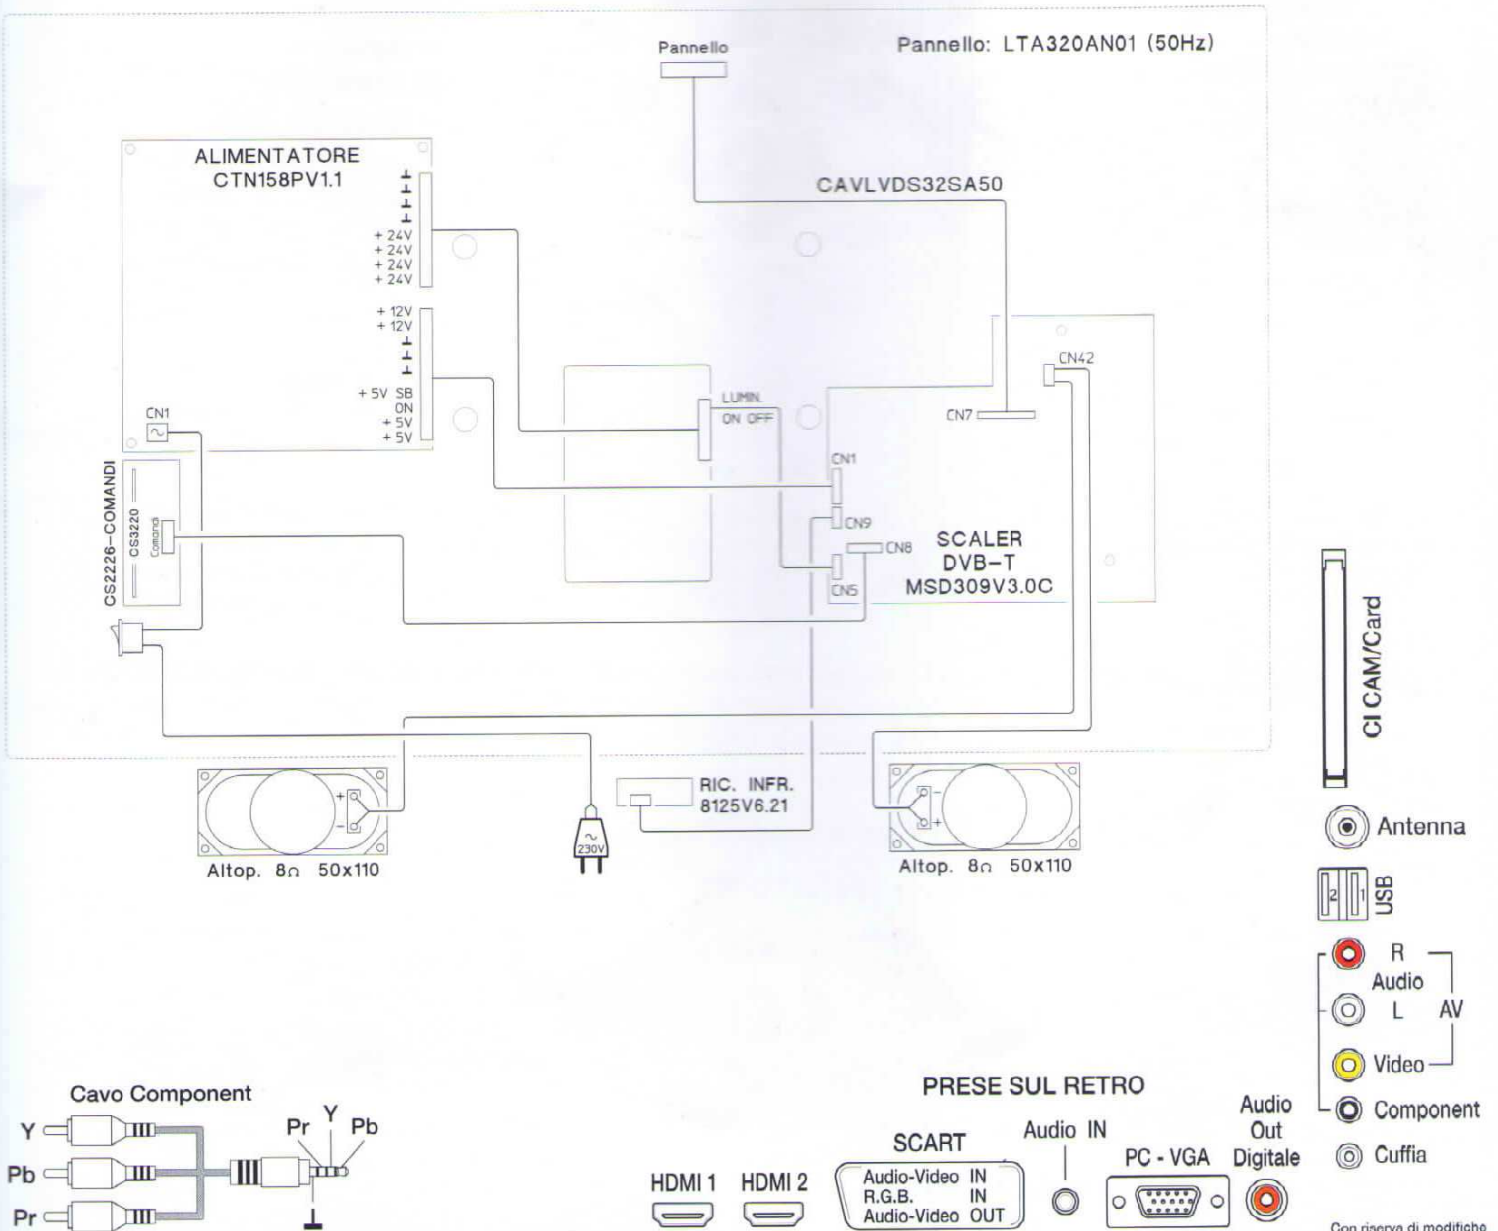 Pannello
Pannello: LTA320AN01 (50Hz)
ALIMENTATORE
CTN158PV1.1
CAVLVDS32SA50
+ 24V
+ 24V
+ 24V
+ 24V
+ 12V
+ 12V
+ 5V SB
ON
+ 5V
+ 5V
CN1
~
LUMIN.
ON OFF
CN42
CN7
CN1
CN9
CN8
CN5
SCALER
DVB-T
MSD309V3.0C
CS2226-COMANDI
CS3220
Comandi
+
-
Altop. 8Ω 50x110
~
230V
RIC. INFR.
8125V6.21
-
+
Altop. 8Ω 50x110
CI CAM/Card
Antenna
2 1
USB
R
Audio
L
AV
Video
Component
Cuffia
Cavo Component
Y
Pb
Pr
Pr
Y
Pb
PRESE SUL RETRO
HDMI 1
HDMI 2
SCART
Audio-Video IN
R.G.B. IN
Audio-Video OUT
Audio IN
PC - VGA
Audio
Out
Digitale
Con riserva di modifiche